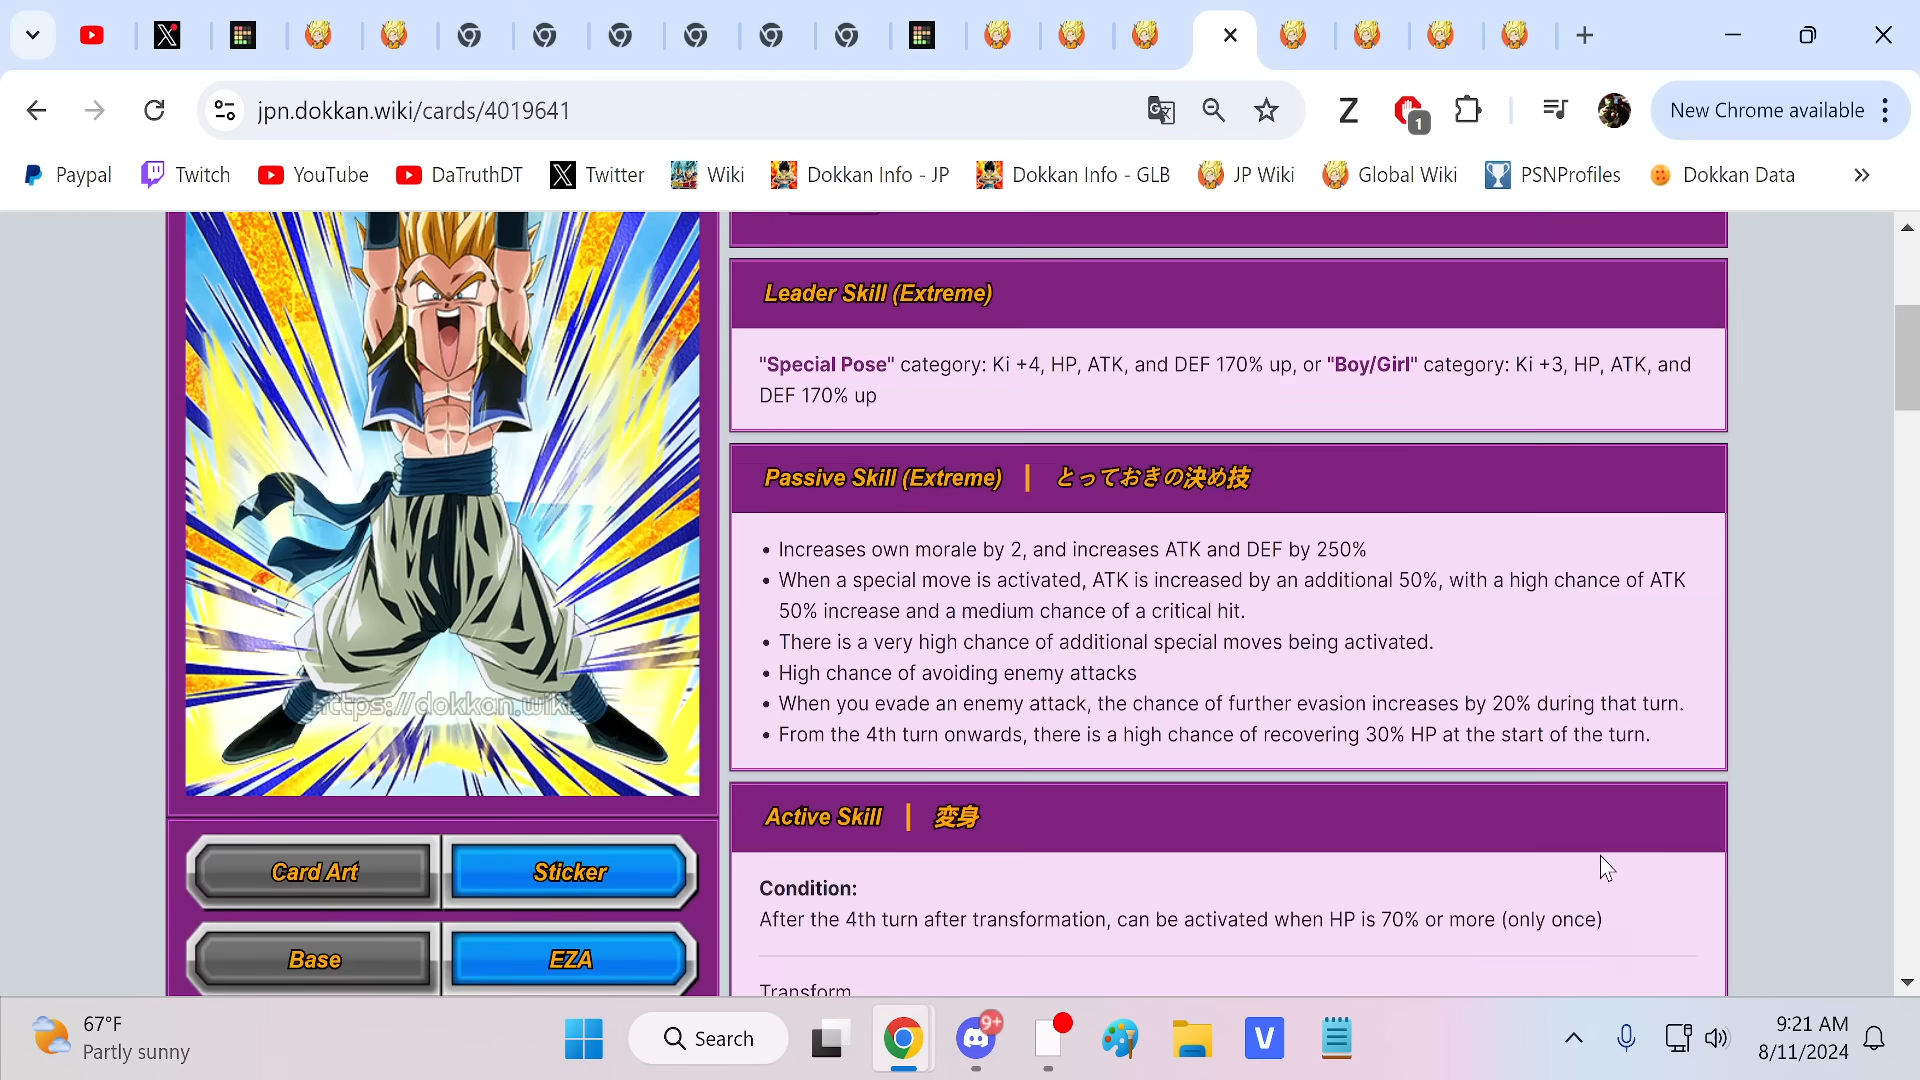 jpn.dokkan.wiki/cards/4019641
1
New Chrome available
Paypal
Twitch
YouTube
DaTruthDT
Twitter
Wiki
Dokkan Info - JP
Dokkan Info - GLB
JP Wiki
Global Wiki
PSNProfiles
Dokkan Data
Leader Skill (Extreme)
"Special Pose" category: Ki +4, HP, ATK, and DEF 170% up, or "Boy/Girl" category: Ki +3, HP, ATK, and
DEF 170% up
Passive Skill (Extreme) | とっておきの決め技
Increases own morale by 2, and increases ATK and DEF by 250%
When a special move is activated, ATK is increased by an additional 50%, with a high chance of ATK
50% increase and a medium chance of a critical hit.
There is a very high chance of additional special moves being activated.
High chance of avoiding enemy attacks
When you evade an enemy attack, the chance of further evasion increases by 20% during that turn.
From the 4th turn onwards, there is a high chance of recovering 30% HP at the start of the turn.
https://dokkan.wiki
Active Skill | 変身
Condition:
After the 4th turn after transformation, can be activated when HP is 70% or more (only once)
Transform
Card Art
Sticker
Base
EZA
67°F
Partly sunny
Search
9+
9:21 AM
8/11/2024